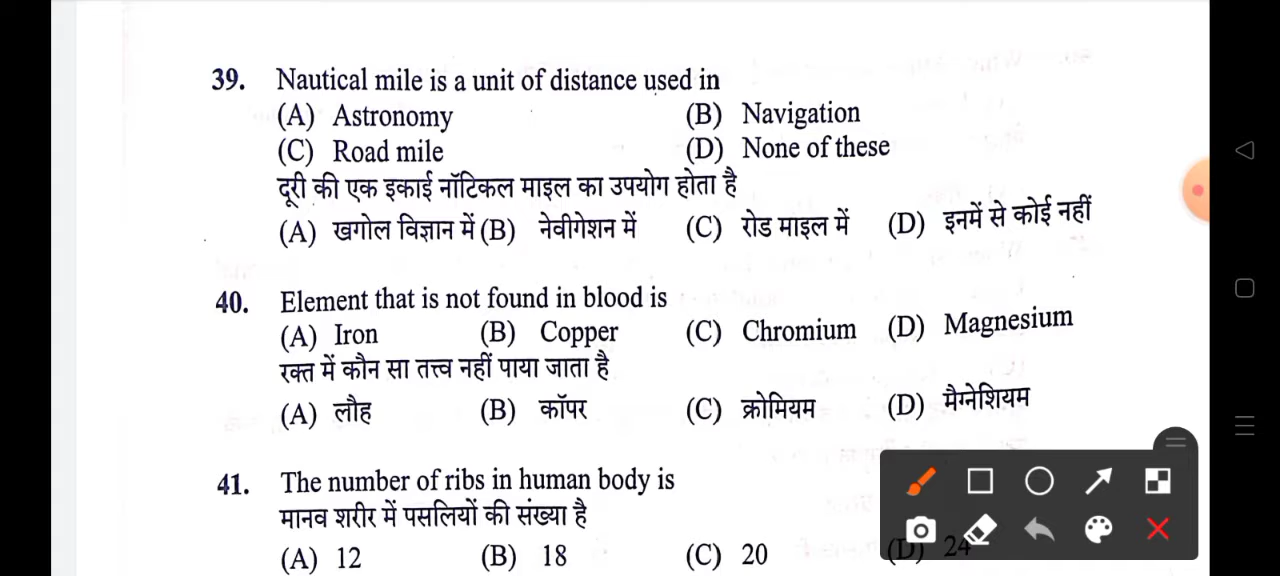 39. Nautical mile is a unit of distance used in
(A) Astronomy (B) Navigation
(C) Road mile (D) None of these
दूरी की एक इकाई नॉटिकल माइल का उपयोग होता है
(A) खगोल विज्ञान में (B) नेवीगेशन में (C) रोड माइल में (D) इनमें से कोई नहीं
40. Element that is not found in blood is
(A) Iron (B) Copper (C) Chromium (D) Magnesium
रक्त में कौन सा तत्त्व नहीं पाया जाता है
(A) लौह (B) कॉपर (C) क्रोमियम (D) मैग्नेशियम
41. The number of ribs in human body is
मानव शरीर में पसलियों की संख्या है
(A) 12 (B) 18 (C) 20 (D) 24